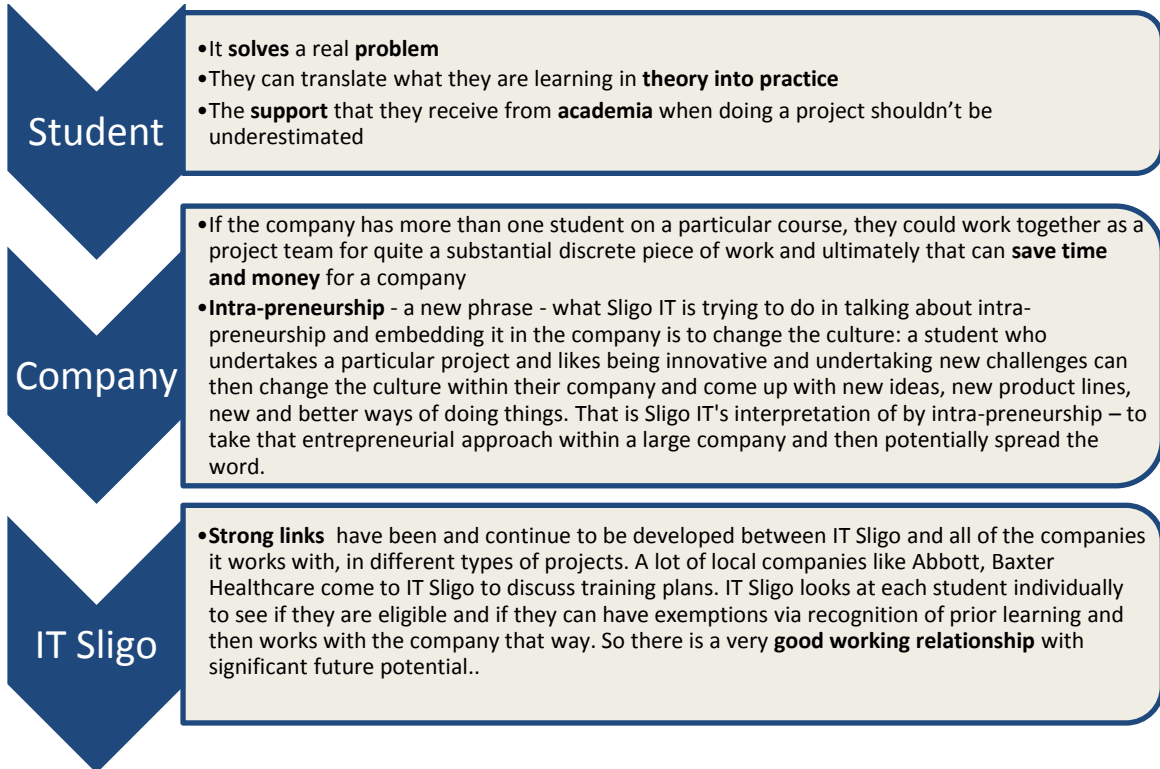 Student
•It solves a real problem
•They can translate what they are learning in theory into practice
•The support that they receive from academia when doing a project shouldn’t be
underestimated
Company
•If the company has more than one student on a particular course, they could work together as a
project team for quite a substantial discrete piece of work and ultimately that can save time
and money for a company
•Intra-preneurship - a new phrase - what Sligo IT is trying to do in talking about intra-
preneurship and embedding it in the company is to change the culture: a student who
undertakes a particular project and likes being innovative and undertaking new challenges can
then change the culture within their company and come up with new ideas, new product lines,
new and better ways of doing things. That is Sligo IT's interpretation of by intra-preneurship – to
take that entrepreneurial approach within a large company and then potentially spread the
word.
IT Sligo
•Strong links have been and continue to be developed between IT Sligo and all of the companies
it works with, in different types of projects. A lot of local companies like Abbott, Baxter
Healthcare come to IT Sligo to discuss training plans. IT Sligo looks at each student individually
to see if they are eligible and if they can have exemptions via recognition of prior learning and
then works with the company that way. So there is a very good working relationship with
significant future potential..